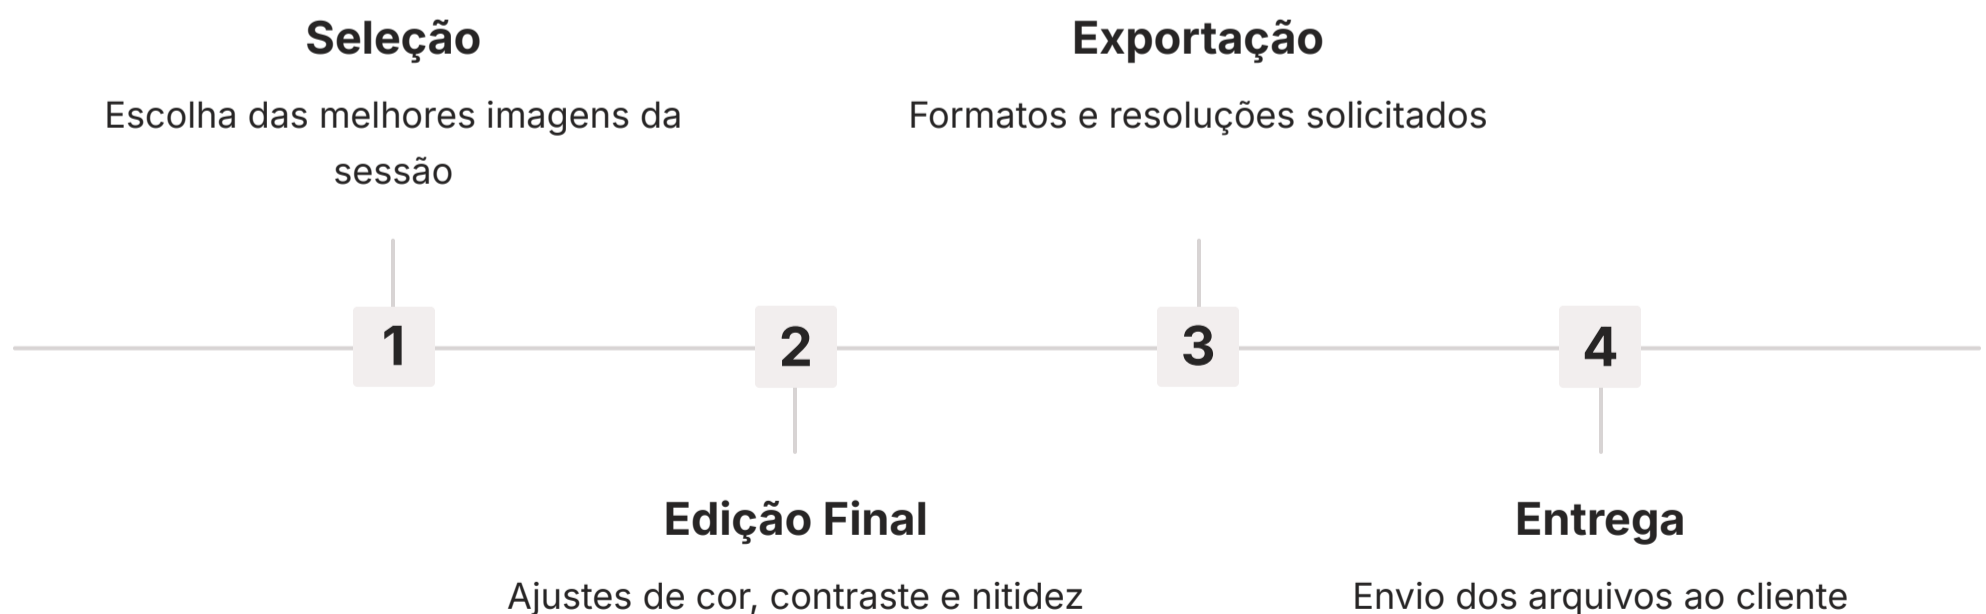 Seleção
Escolha das melhores imagens da
sessão
Exportação
Formatos e resoluções solicitados
1
2
3
4
Edição Final
Ajustes de cor, contraste e nitidez
Entrega
Envio dos arquivos ao cliente